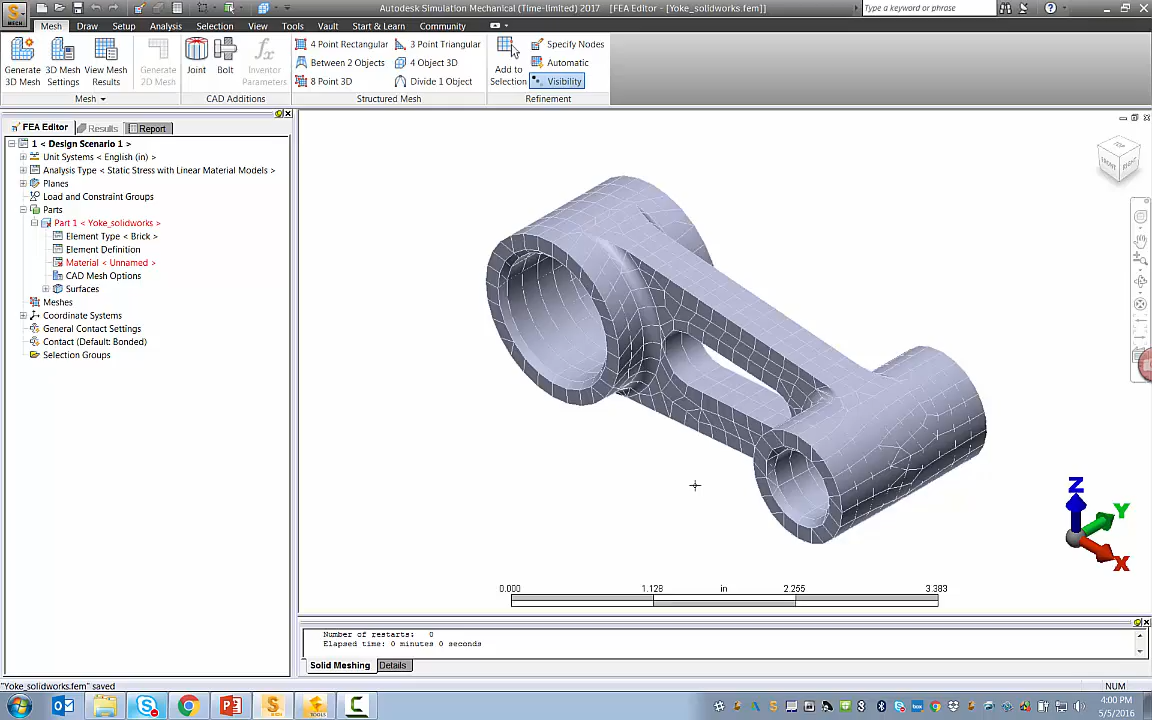 Autodesk Simulation Mechanical (Time-limited) 2017 [FEA Editor - [Yoke_solidworks.fem]]
Type a keyword or phrase
MECH
Mesh Draw Setup Analysis Selection View Tools Vault Start & Learn Community
Generate 3D Mesh
3D Mesh Settings
View Mesh Results
Generate 2D Mesh
Joint
Bolt
Inventor Parameters
4 Point Rectangular
3 Point Triangular
Between 2 Objects
4 Object 3D
8 Point 3D
Divide 1 Object
Add to Selection
Specify Nodes
Automatic
Visibility
Mesh
CAD Additions
Structured Mesh
Refinement
FEA Editor Results Report
1 < Design Scenario 1 >
Unit Systems < English (in) >
Analysis Type < Static Stress with Linear Material Models >
Planes
Load and Constraint Groups
Parts
Part 1 < Yoke_solidworks >
Element Type < Brick >
Element Definition
Material < Unnamed >
CAD Mesh Options
Surfaces
Meshes
Coordinate Systems
General Contact Settings
Contact (Default: Bonded)
Selection Groups
TOP
FRONT
RIGHT
Z
Y
X
0.000 1.128 in 2.255 3.383
Number of restarts: 0
Elapsed time: 0 minutes 0 seconds
Solid Meshing Details
"Yoke_solidworks.fem" saved
NUM
TOOLS
4:00 PM
5/5/2016